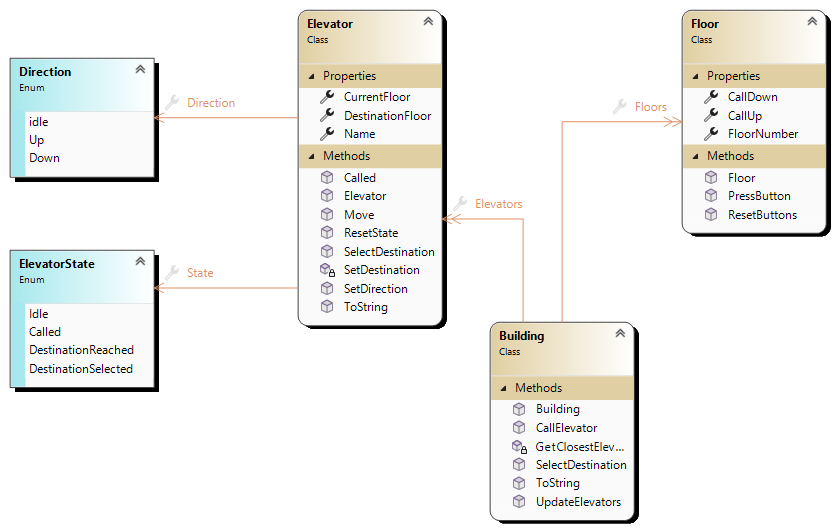 Direction
Enum
idle
Up
Down
ElevatorState
Enum
Idle
Called
DestinationReached
DestinationSelected
Direction
State
Elevator
Class
Properties
CurrentFloor
DestinationFloor
Name
Methods
Called
Elevator
Move
ResetState
SelectDestination
SetDestination
SetDirection
ToString
Elevators
Floors
Building
Class
Methods
Building
CallElevator
GetClosestElev...
SelectDestination
ToString
UpdateElevators
Floor
Class
Properties
CallDown
CallUp
FloorNumber
Methods
Floor
PressButton
ResetButtons